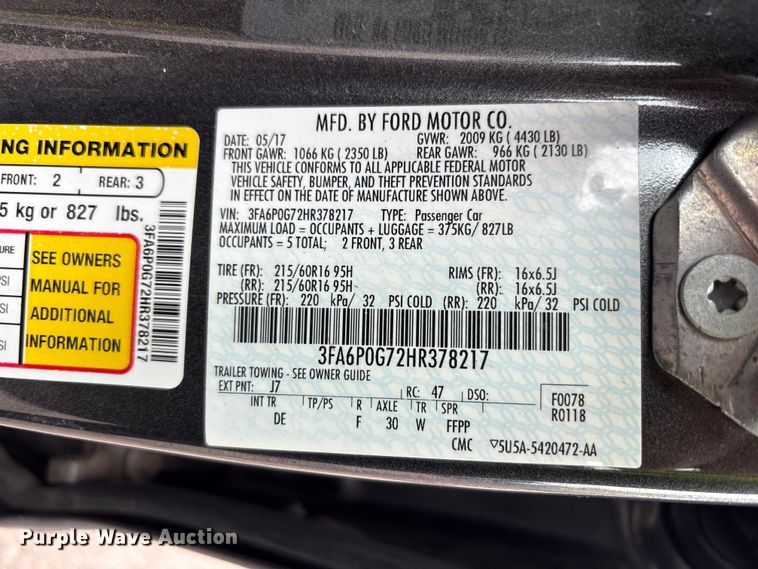 MFD. BY FORD MOTOR CO.
DATE: 05/17 GVWR: 2009 KG ( 4430 LB)
FRONT GAWR: 1066 KG ( 2350 LB) REAR GAWR: 966 KG ( 2130 LB)
THIS VEHICLE CONFORMS TO ALL APPLICABLE FEDERAL MOTOR
VEHICLE SAFETY, BUMPER, AND THEFT PREVENTION STANDARDS
IN EFFECT ON THE DATE OF MANUFACTURE SHOWN ABOVE.
VIN: 3FA6P0G72HR378217 TYPE: Passenger Car
MAXIMUM LOAD = OCCUPANTS + LUGGAGE = 375KG/ 827LB
OCCUPANTS = 5 TOTAL; 2 FRONT, 3 REAR
TIRE (FR): 215/60R16 95H RIMS (FR): 16x6.5J
(RR): 215/60R16 95H (RR): 16x6.5J
PRESSURE (FR): 220 kPa/ 32 PSI COLD (RR): 220 kPa/ 32 PSI COLD
3FA6P0G72HR378217
TRAILER TOWING - SEE OWNER GUIDE
EXT PNT: J7 RC: 47 DSO: F0078
R0118
INT TR TP/PS R AXLE TR SPR
DE F 30 W FFPP
CMC ▽5U5A-5420472-AA
NG INFORMATION
FRONT: 2 REAR: 3
5 kg or 827 lbs.
SEE OWNERS
MANUAL FOR
ADDITIONAL
INFORMATION
3FA6P0G72HR378217
Purple Wave Auction